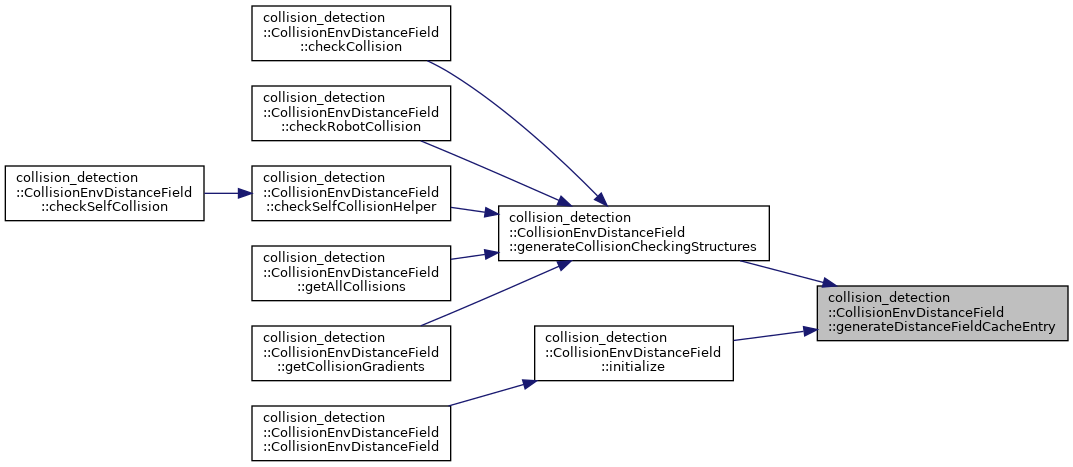 collision_detection
::CollisionEnvDistanceField
::checkCollision
collision_detection
::CollisionEnvDistanceField
::checkRobotCollision
collision_detection
::CollisionEnvDistanceField
::checkSelfCollision
collision_detection
::CollisionEnvDistanceField
::checkSelfCollisionHelper
collision_detection
::CollisionEnvDistanceField
::generateCollisionCheckingStructures
collision_detection
::CollisionEnvDistanceField
::getAllCollisions
collision_detection
::CollisionEnvDistanceField
::generateDistanceFieldCacheEntry
collision_detection
::CollisionEnvDistanceField
::getCollisionGradients
collision_detection
::CollisionEnvDistanceField
::initialize
collision_detection
::CollisionEnvDistanceField
::CollisionEnvDistanceField